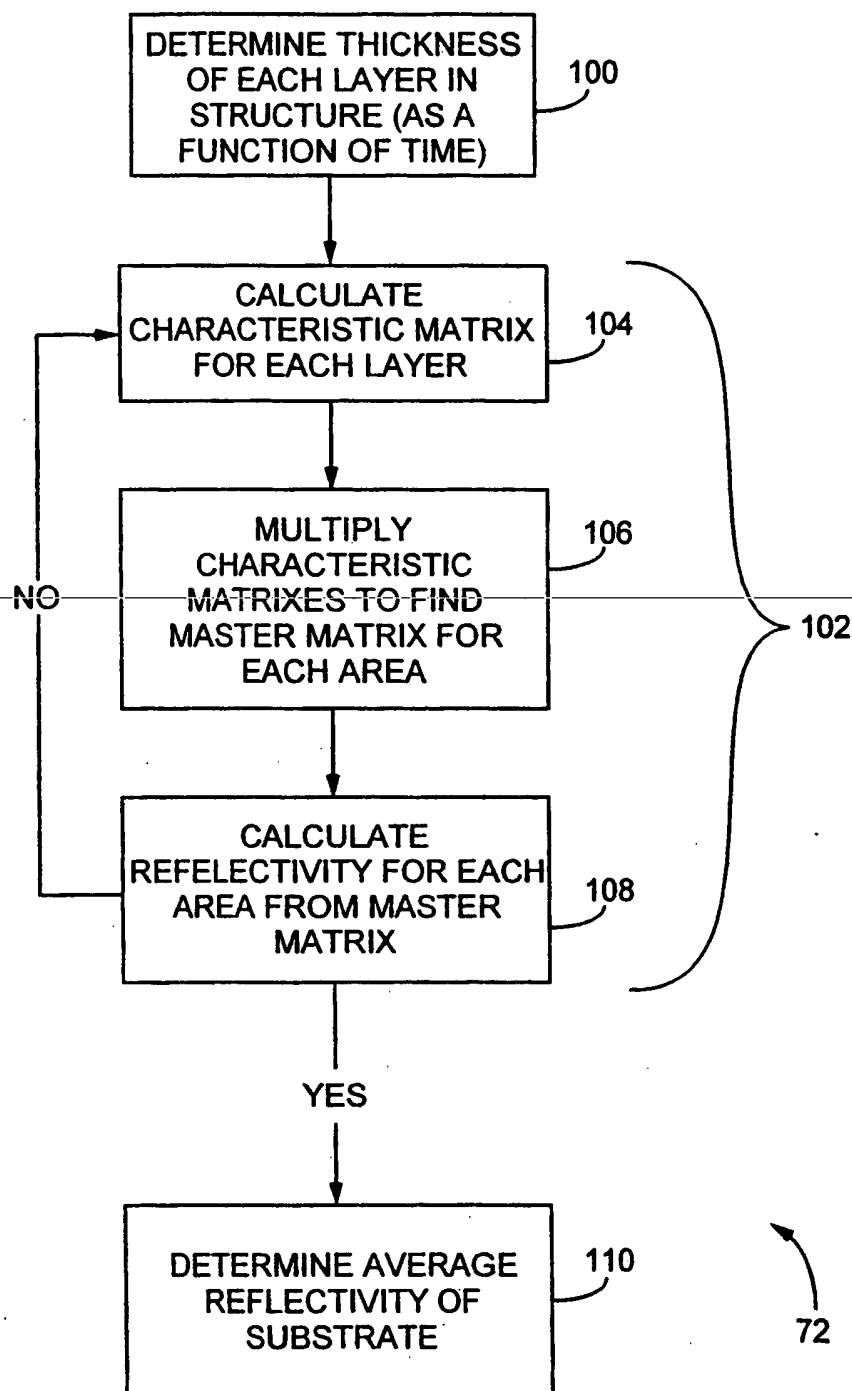 DETERMINE THICKNESS
OF EACH LAYER IN
STRUCTURE (AS A
FUNCTION OF TIME)
100
CALCULATE
CHARACTERISTIC MATRIX
FOR EACH LAYER
104
MULTIPLY
CHARACTERISTIC
MATRIXES TO FIND
MASTER MATRIX FOR
EACH AREA
106
NO
102
CALCULATE
REFELECTIVITY FOR EACH
AREA FROM MASTER
MATRIX
108
YES
DETERMINE AVERAGE
REFLECTIVITY OF
SUBSTRATE
110
72